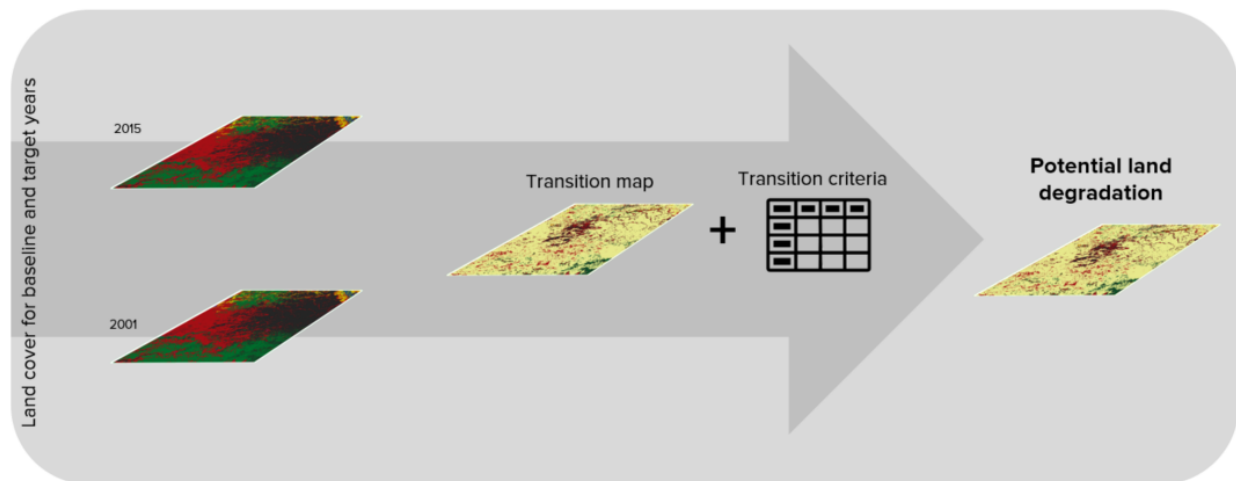 Land cover for baseline and target years
2015
2001
Transition map
Transition criteria
Potential land
degradation